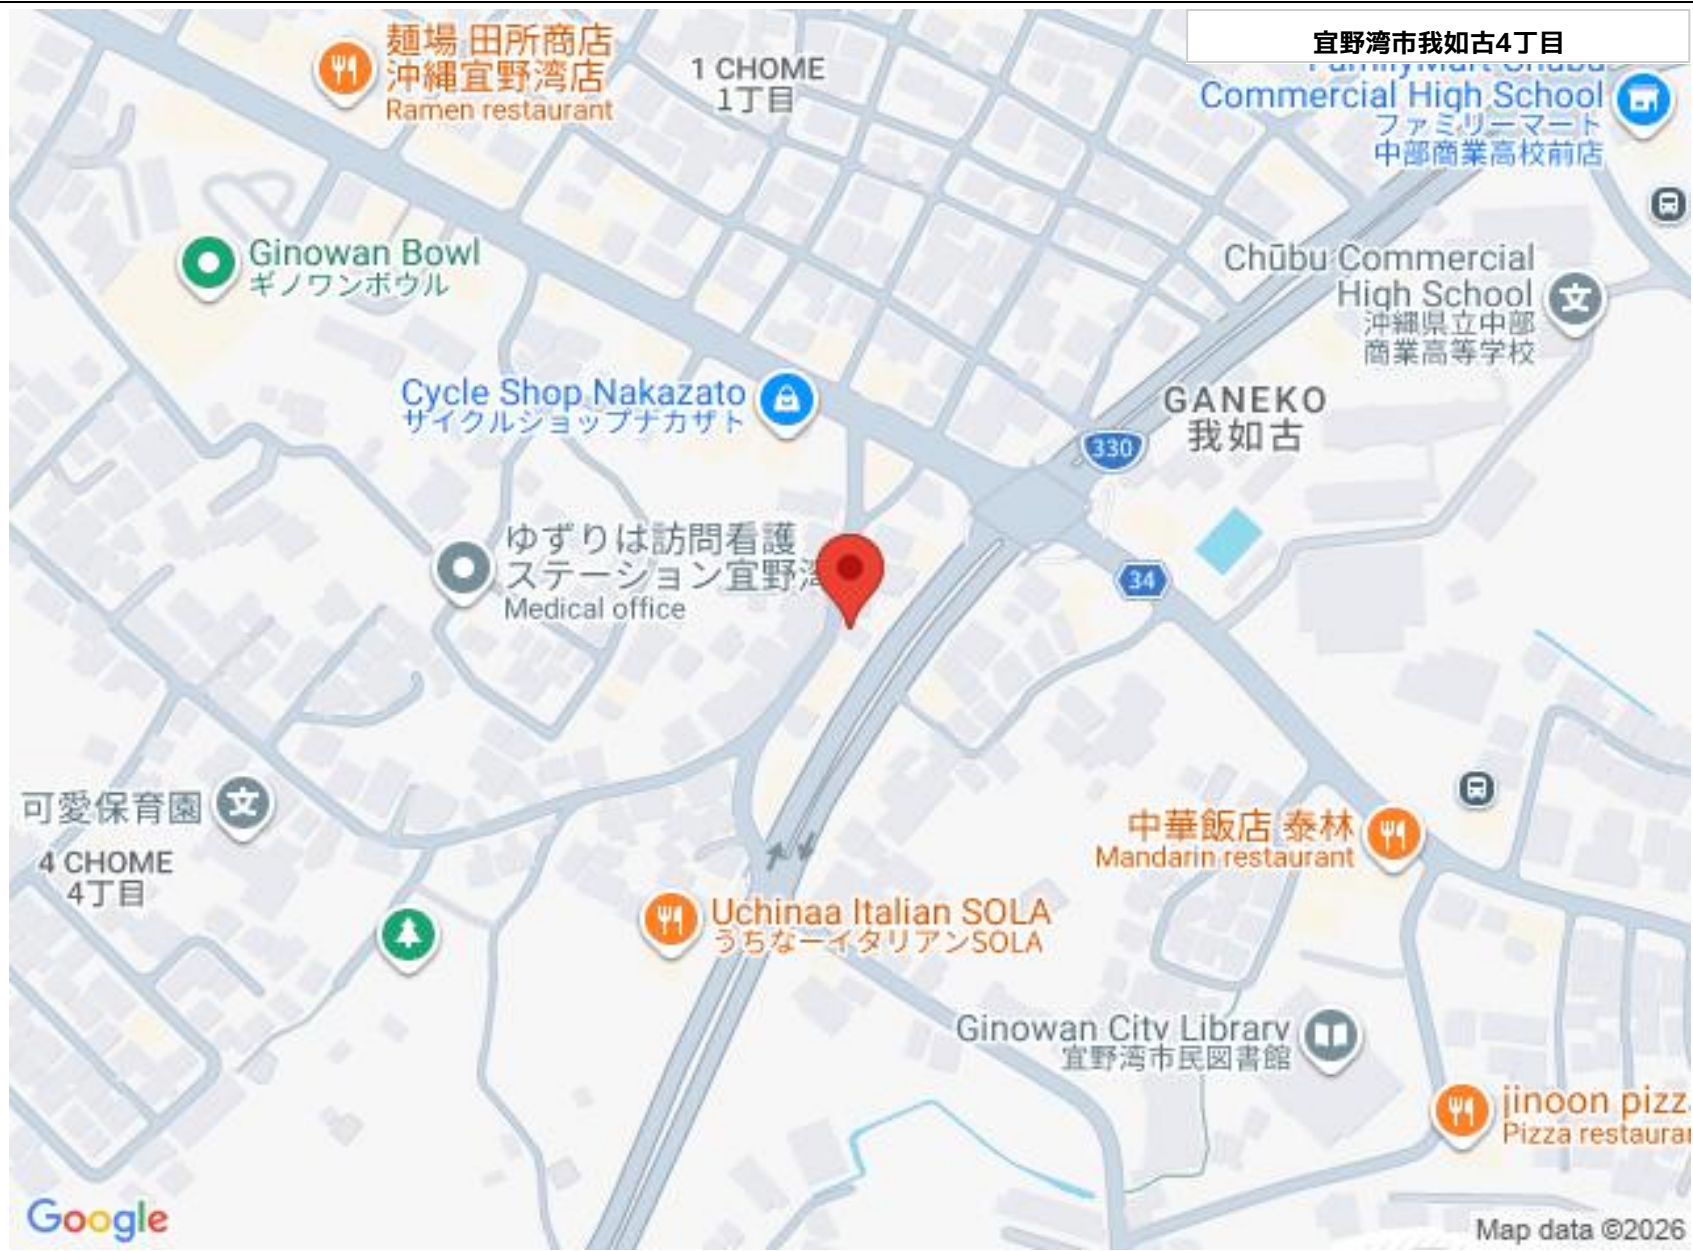 宜野湾市我如古4丁目
麺場 田所商店
沖縄宜野湾店
Ramen restaurant
1 CHOME
1丁目
FamilyMart Chubu
Commercial High School
ファミリーマート
中部商業高校前店
Ginowan Bowl
ギノワンボウル
Chūbu Commercial
High School
沖縄県立中部
商業高等学校
Cycle Shop Nakazato
サイクルショップナカザト
GANEKO
我如古
330
ゆずりは訪問看護
ステーション宜野湾
Medical office
34
可愛保育園
4 CHOME
4丁目
中華飯店 泰林
Mandarin restaurant
Uchinaa Italian SOLA
うちなーイタリアンSOLA
Ginowan City Library
宜野湾市民図書館
jinoon pizz
Pizza restaura
Google
Map data ©2026